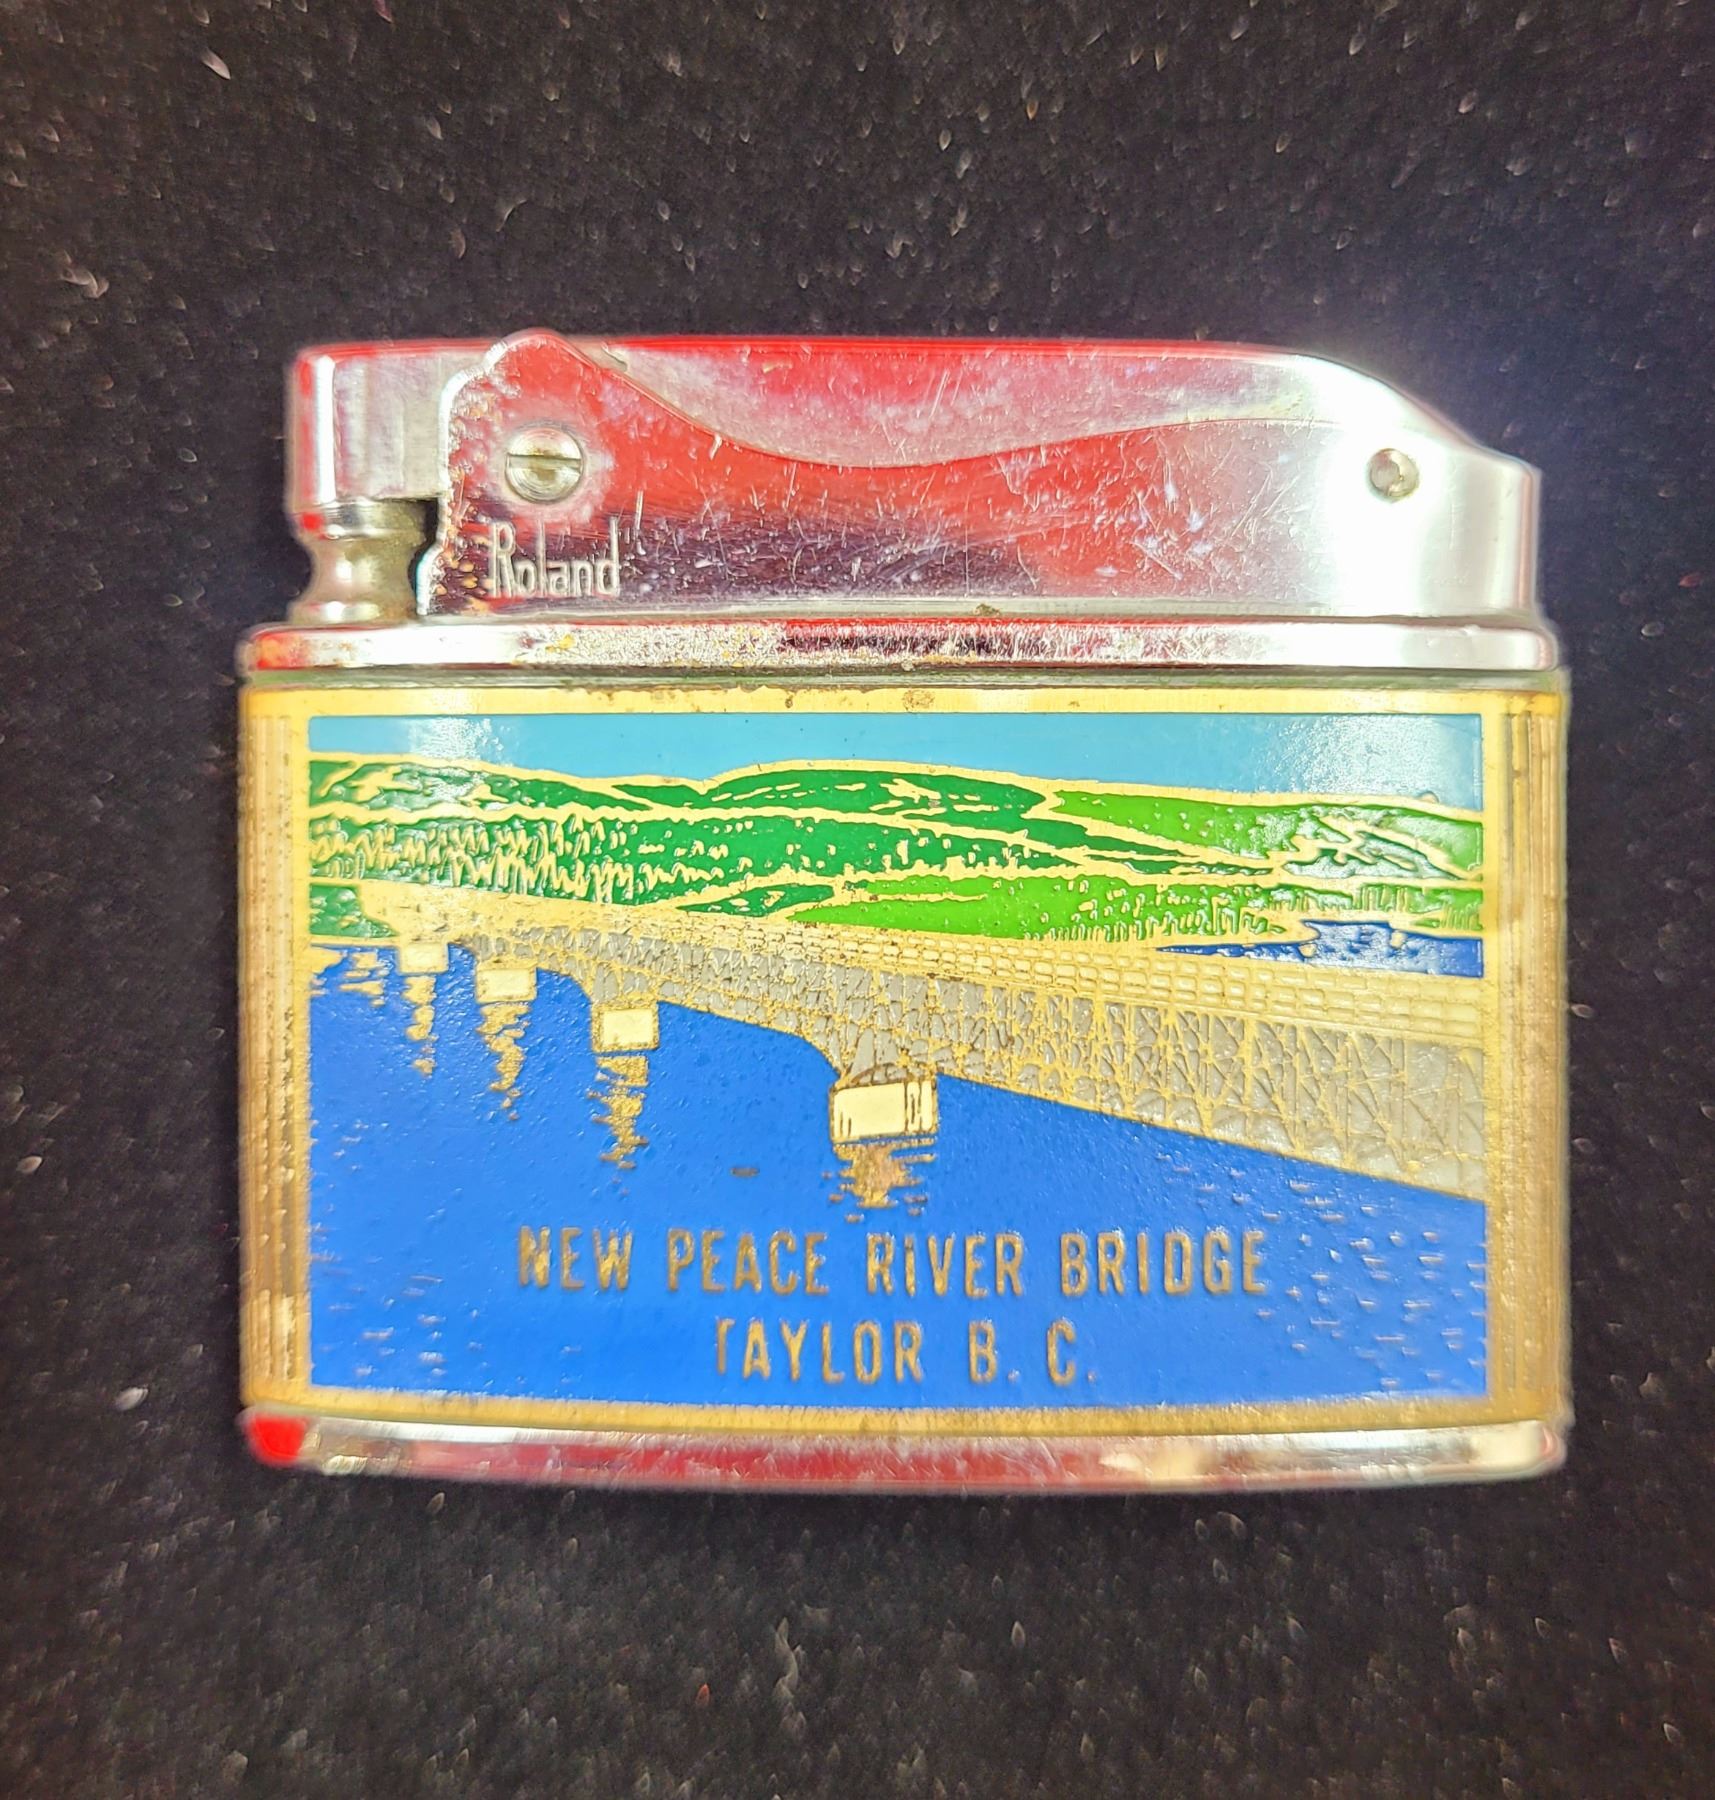 Roland
NEW PEACE RIVER BRIDGE
TAYLOR B. C.